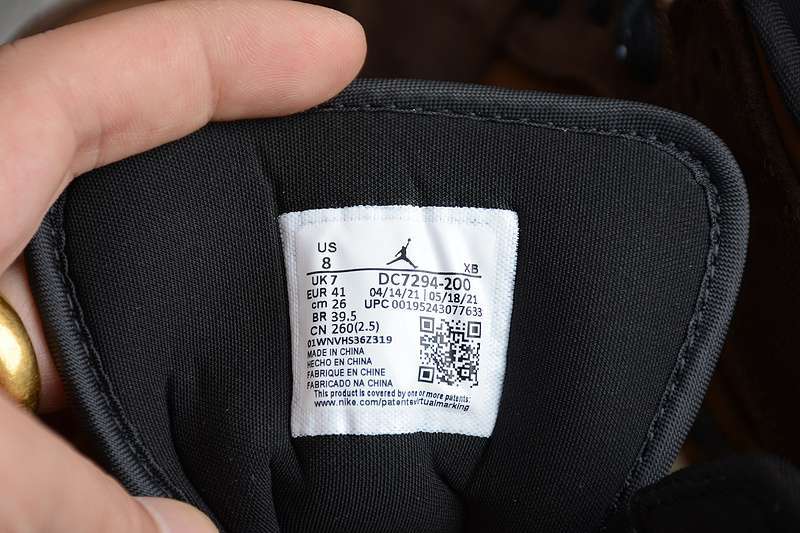 US
8
XB
UK 7
DC7294-200
EUR 41
04/14/21 | 05/18/21
cm 26
UPC 00195243077633
BR 39.5
CN 260(2.5)
01WNVHS36Z319
MADE IN CHINA
HECHO EN CHINA
FABRIQUE EN CHINE
FABRICADO NA CHINA
This product is covered by one or more patents:
www.nike.com/patentsvirtualmarking